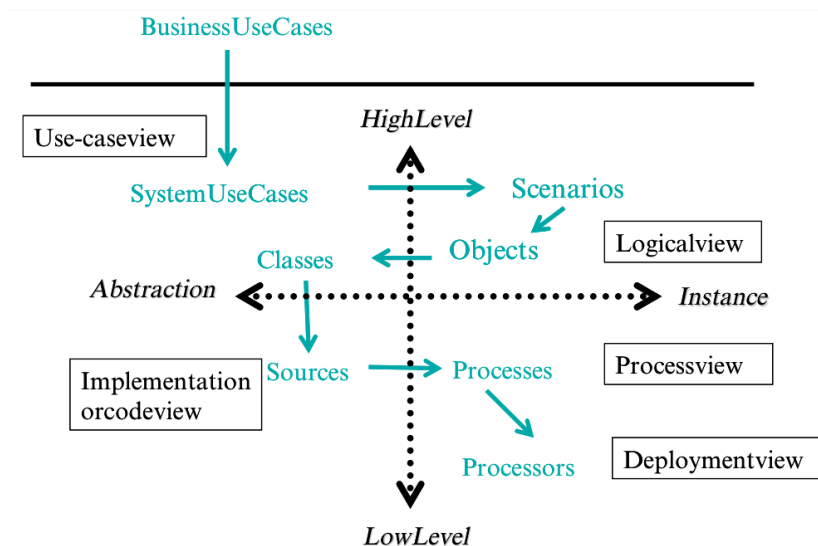 BusinessUseCases
HighLevel
Use-caseview
SystemUseCases
Scenarios
Objects
Logicalview
Classes
Abstraction
Instance
Sources
Processes
Processview
Implementation
orcodeview
Processors
Deploymentview
LowLevel